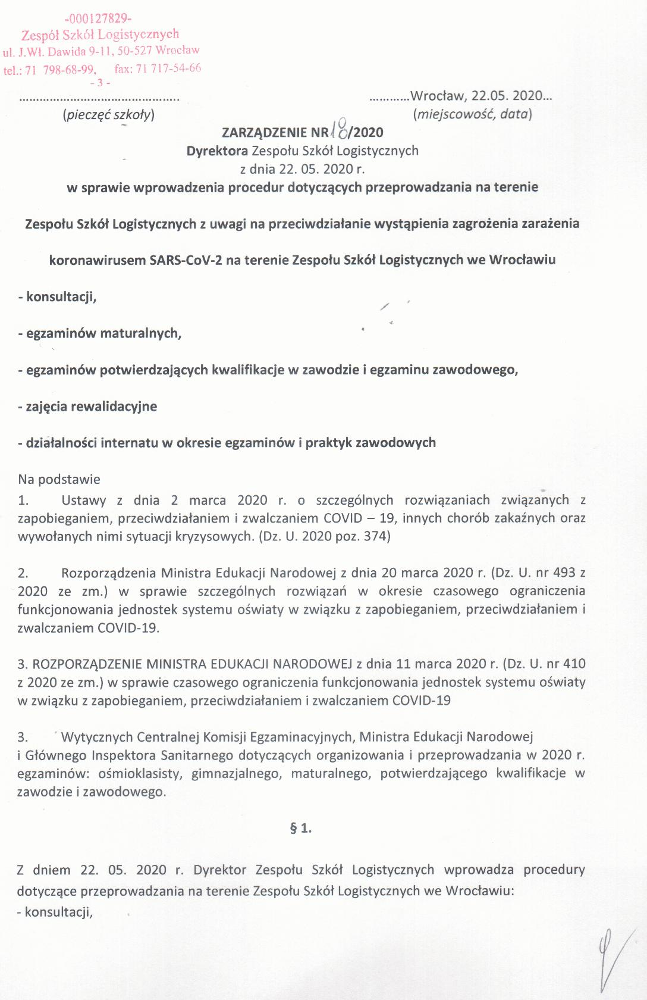 -000127829-
Zespół Szkół Logistycznych
ul. J.Wł. Dawida 9-11, 50-527 Wrocław
tel.: 71 798-68-99, fax: 71 717-54-66
- 3 -
................................................ ............Wrocław, 22.05. 2020...
(pieczęć szkoły) (miejscowość, data)
ZARZĄDZENIE NR 18/2020
Dyrektora Zespołu Szkół Logistycznych
z dnia 22. 05. 2020 r.
w sprawie wprowadzenia procedur dotyczących przeprowadzania na terenie
Zespołu Szkół Logistycznych z uwagi na przeciwdziałanie wystąpienia zagrożenia zarażenia
koronawirusem SARS-CoV-2 na terenie Zespołu Szkół Logistycznych we Wrocławiu
- konsultacji,
- egzaminów maturalnych,
- egzaminów potwierdzających kwalifikacje w zawodzie i egzaminu zawodowego,
- zajęcia rewalidacyjne
- działalności internatu w okresie egzaminów i praktyk zawodowych
Na podstawie
1. Ustawy z dnia 2 marca 2020 r. o szczególnych rozwiązaniach związanych z
zapobieganiem, przeciwdziałaniem i zwalczaniem COVID – 19, innych chorób zakaźnych oraz
wywołanych nimi sytuacji kryzysowych. (Dz. U. 2020 poz. 374)
2. Rozporządzenia Ministra Edukacji Narodowej z dnia 20 marca 2020 r. (Dz. U. nr 493 z
2020 ze zm.) w sprawie szczególnych rozwiązań w okresie czasowego ograniczenia
funkcjonowania jednostek systemu oświaty w związku z zapobieganiem, przeciwdziałaniem i
zwalczaniem COVID-19.
3. ROZPORZĄDZENIE MINISTRA EDUKACJI NARODOWEJ z dnia 11 marca 2020 r. (Dz. U. nr 410
z 2020 ze zm.) w sprawie czasowego ograniczenia funkcjonowania jednostek systemu oświaty
w związku z zapobieganiem, przeciwdziałaniem i zwalczaniem COVID-19
3. Wytycznych Centralnej Komisji Egzaminacyjnych, Ministra Edukacji Narodowej
i Głównego Inspektora Sanitarnego dotyczących organizowania i przeprowadzania w 2020 r.
egzaminów: ośmioklasisty, gimnazjalnego, maturalnego, potwierdzającego kwalifikacje w
zawodzie i zawodowego.
§ 1.
Z dniem 22. 05. 2020 r. Dyrektor Zespołu Szkół Logistycznych wprowadza procedury
dotyczące przeprowadzania na terenie Zespołu Szkół Logistycznych we Wrocławiu:
- konsultacji,